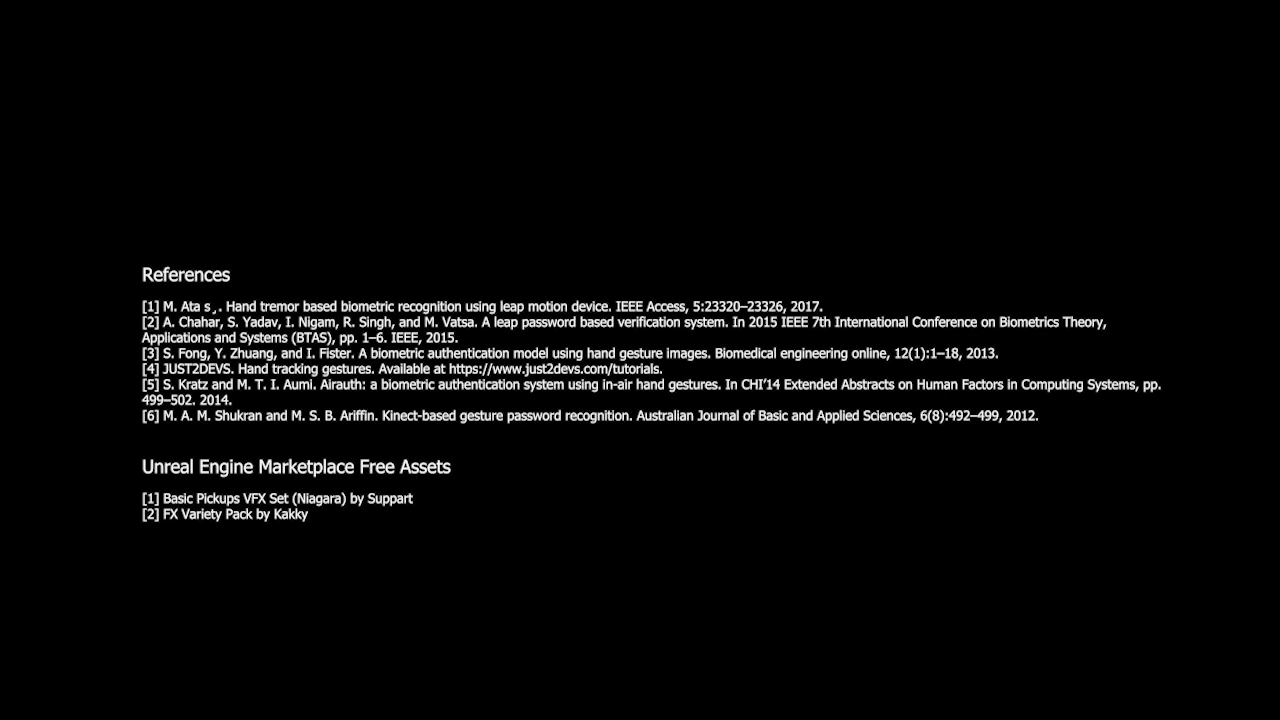 References
[1] M. Ata s¸. Hand tremor based biometric recognition using leap motion device. IEEE Access, 5:23320–23326, 2017.
[2] A. Chahar, S. Yadav, I. Nigam, R. Singh, and M. Vatsa. A leap password based verification system. In 2015 IEEE 7th International Conference on Biometrics Theory,
Applications and Systems (BTAS), pp. 1–6. IEEE, 2015.
[3] S. Fong, Y. Zhuang, and I. Fister. A biometric authentication model using hand gesture images. Biomedical engineering online, 12(1):1–18, 2013.
[4] JUST2DEVS. Hand tracking gestures. Available at https://www.just2devs.com/tutorials.
[5] S. Kratz and M. T. I. Aumi. Airauth: a biometric authentication system using in-air hand gestures. In CHI’14 Extended Abstracts on Human Factors in Computing Systems, pp.
499–502. 2014.
[6] M. A. M. Shukran and M. S. B. Ariffin. Kinect-based gesture password recognition. Australian Journal of Basic and Applied Sciences, 6(8):492–499, 2012.
Unreal Engine Marketplace Free Assets
[1] Basic Pickups VFX Set (Niagara) by Suppart
[2] FX Variety Pack by Kakky